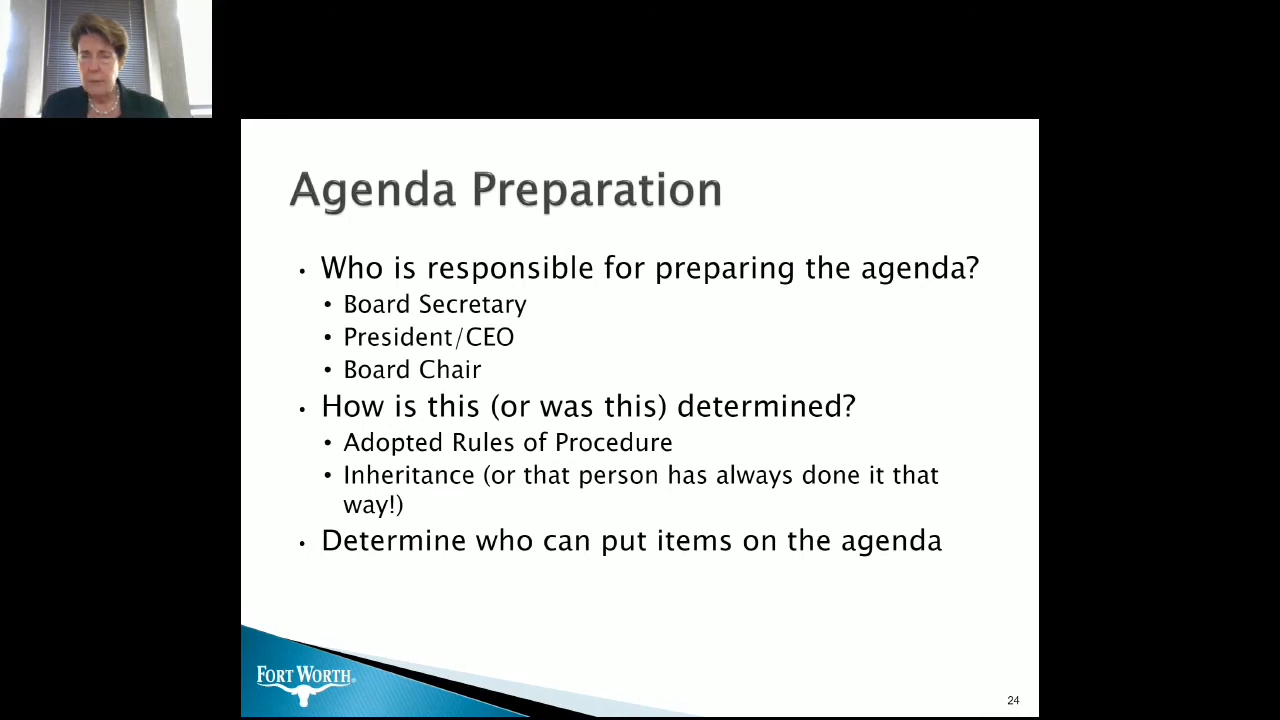 Agenda Preparation
• Who is responsible for preparing the agenda?
• Board Secretary
• President/CEO
• Board Chair
• How is this (or was this) determined?
• Adopted Rules of Procedure
• Inheritance (or that person has always done it that
way!)
• Determine who can put items on the agenda
FORT WORTH®
24